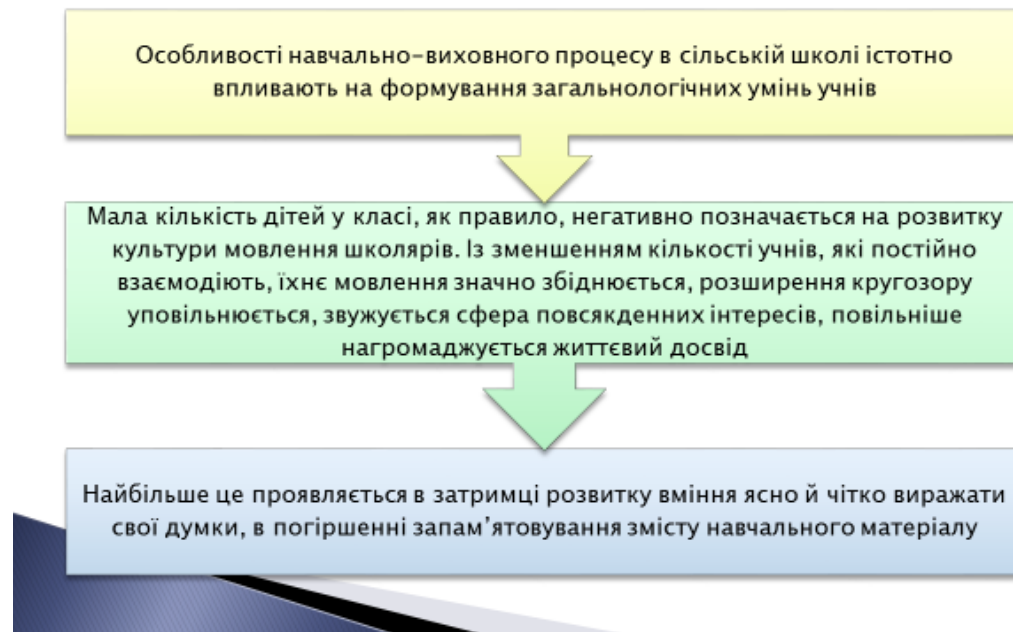 Особливості навчально-виховного процесу в сільській школі істотно
впливають на формування загальнологічних умінь учнів
Мала кількість дітей у класі, як правило, негативно позначається на розвитку
культури мовлення школярів. Із зменшенням кількості учнів, які постійно
взаємодіють, їхнє мовлення значно збіднюється, розширення кругозору
уповільнюється, звужується сфера повсякденних інтересів, повільніше
нагромаджується життєвий досвід
Найбільше це проявляється в затримці розвитку вміння ясно й чітко виражати
свої думки, в погіршенні запам’ятовування змісту навчального матеріалу